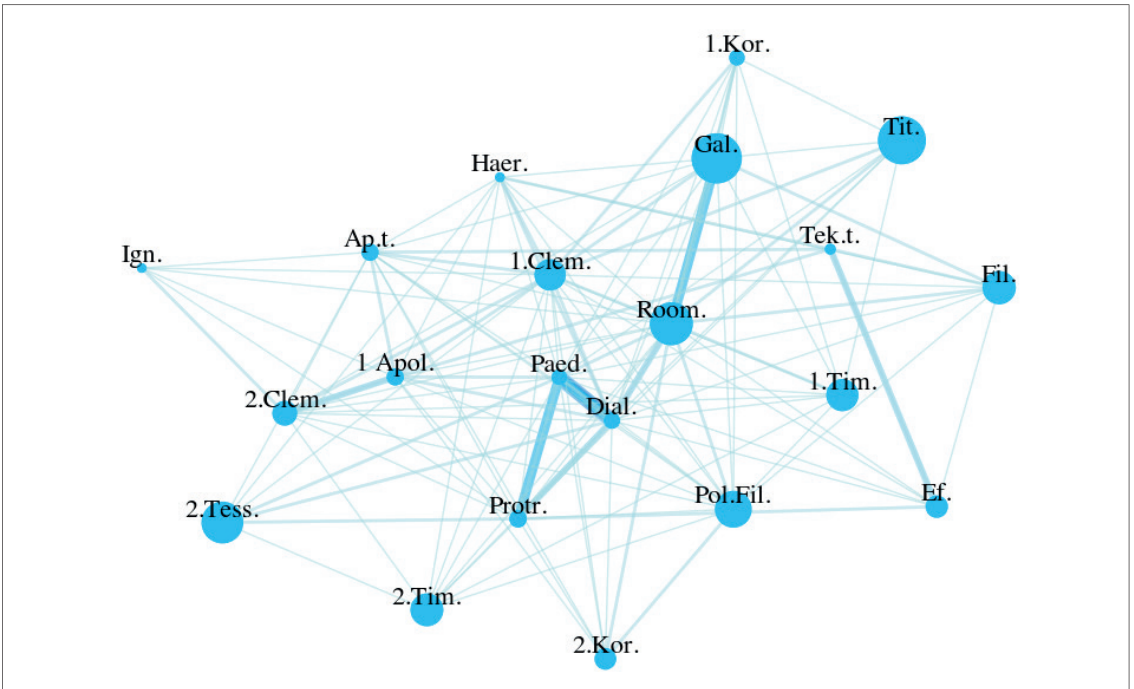 1.Kor.
Tit.
Gal.
Haer.
Tek.t.
Ap.t.
Ign.
1.Clem.
Fil.
Room.
1 Apol.
Paed.
1.Tim.
2.Clem.
Dial.
Ef.
Pol.Fil.
Protr.
2.Tess.
2.Tim.
2.Kor.